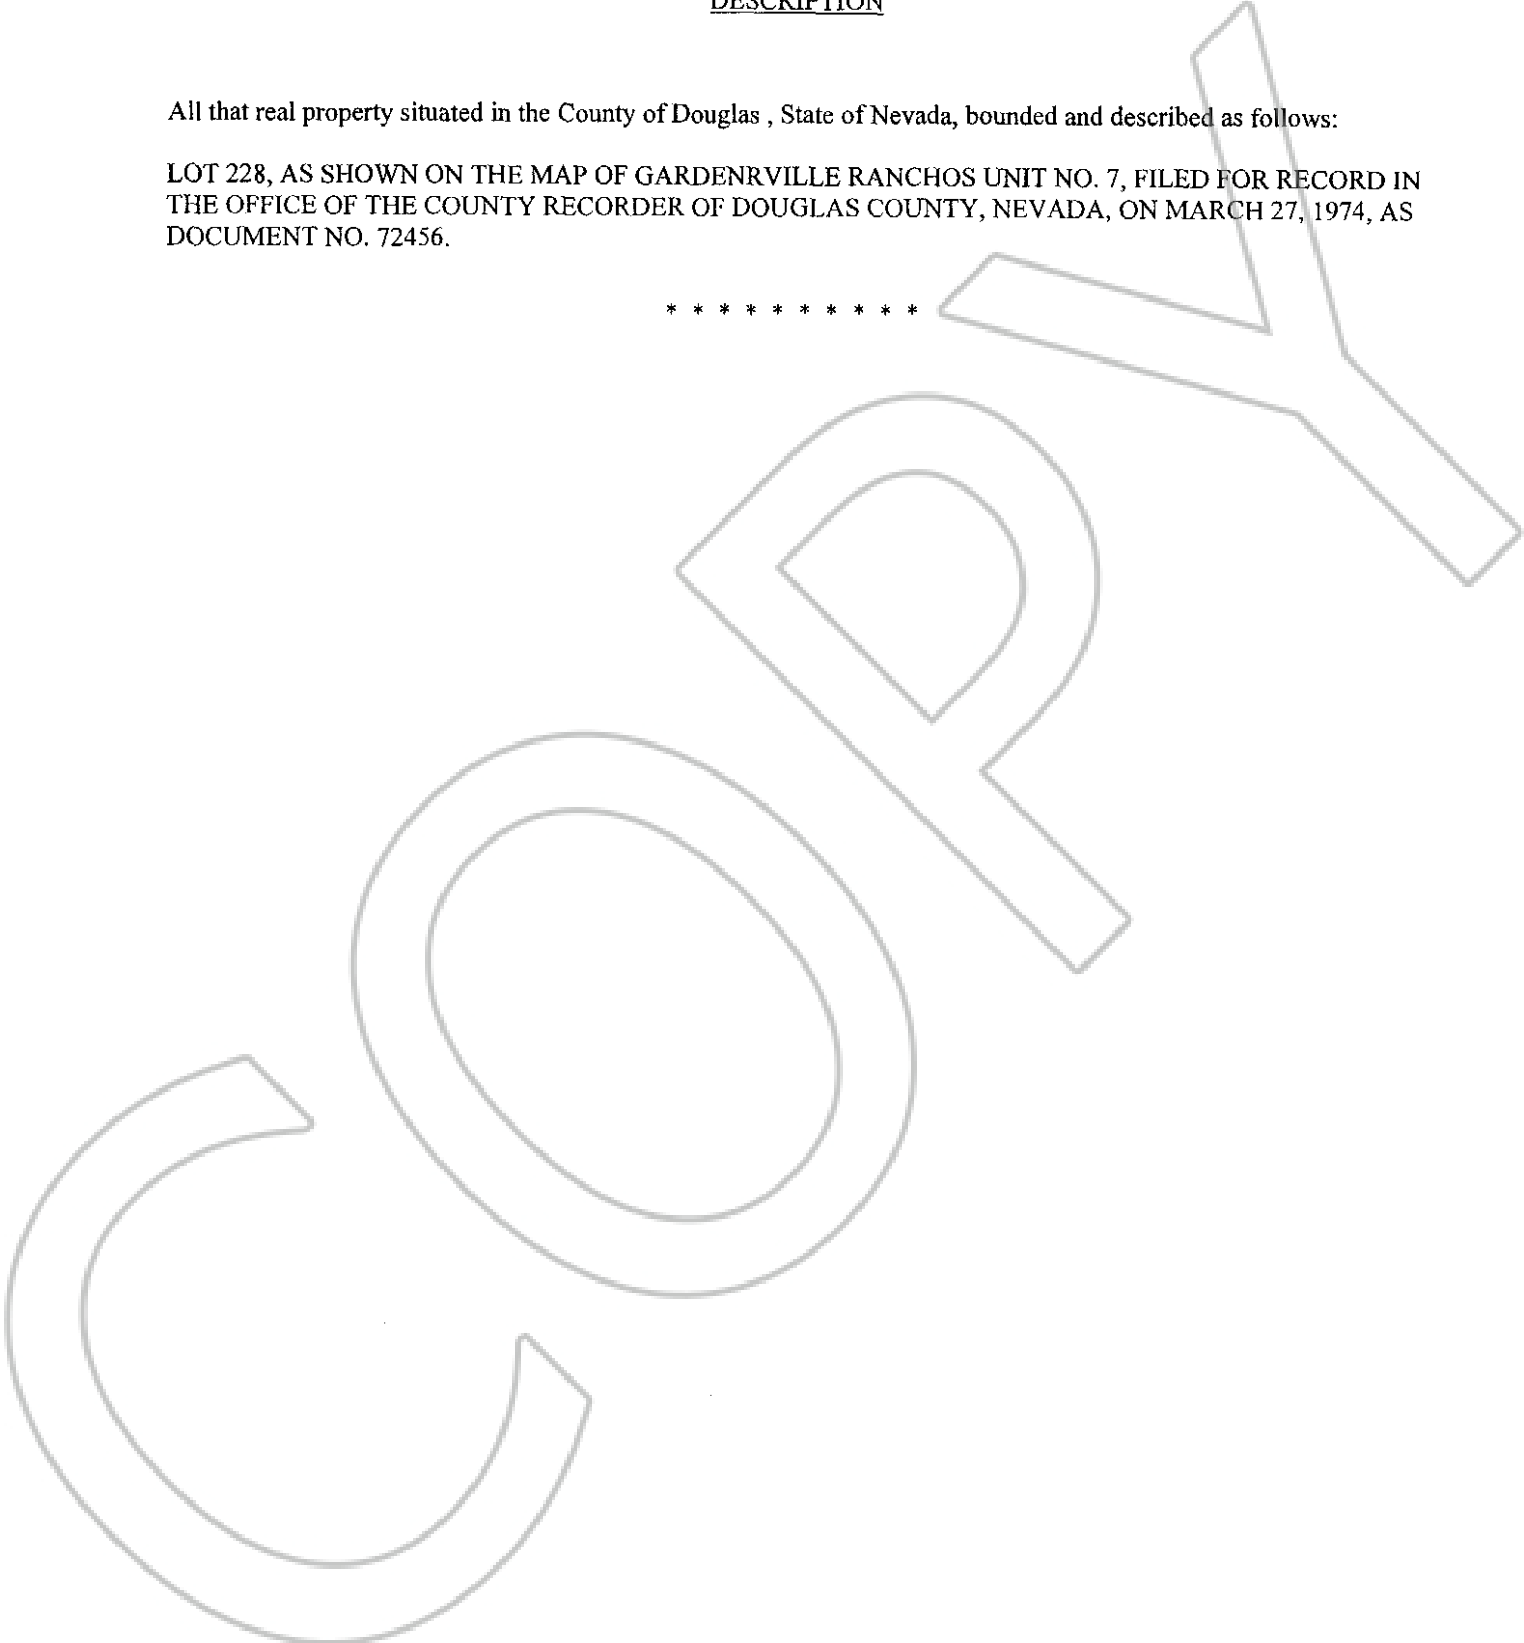 DESCRIPTION
All that real property situated in the County of Douglas , State of Nevada, bounded and described as follows:
LOT 228, AS SHOWN ON THE MAP OF GARDENRVILLE RANCHOS UNIT NO. 7, FILED FOR RECORD IN
THE OFFICE OF THE COUNTY RECORDER OF DOUGLAS COUNTY, NEVADA, ON MARCH 27, 1974, AS
DOCUMENT NO. 72456.
* * * * * * * * * *
COPY